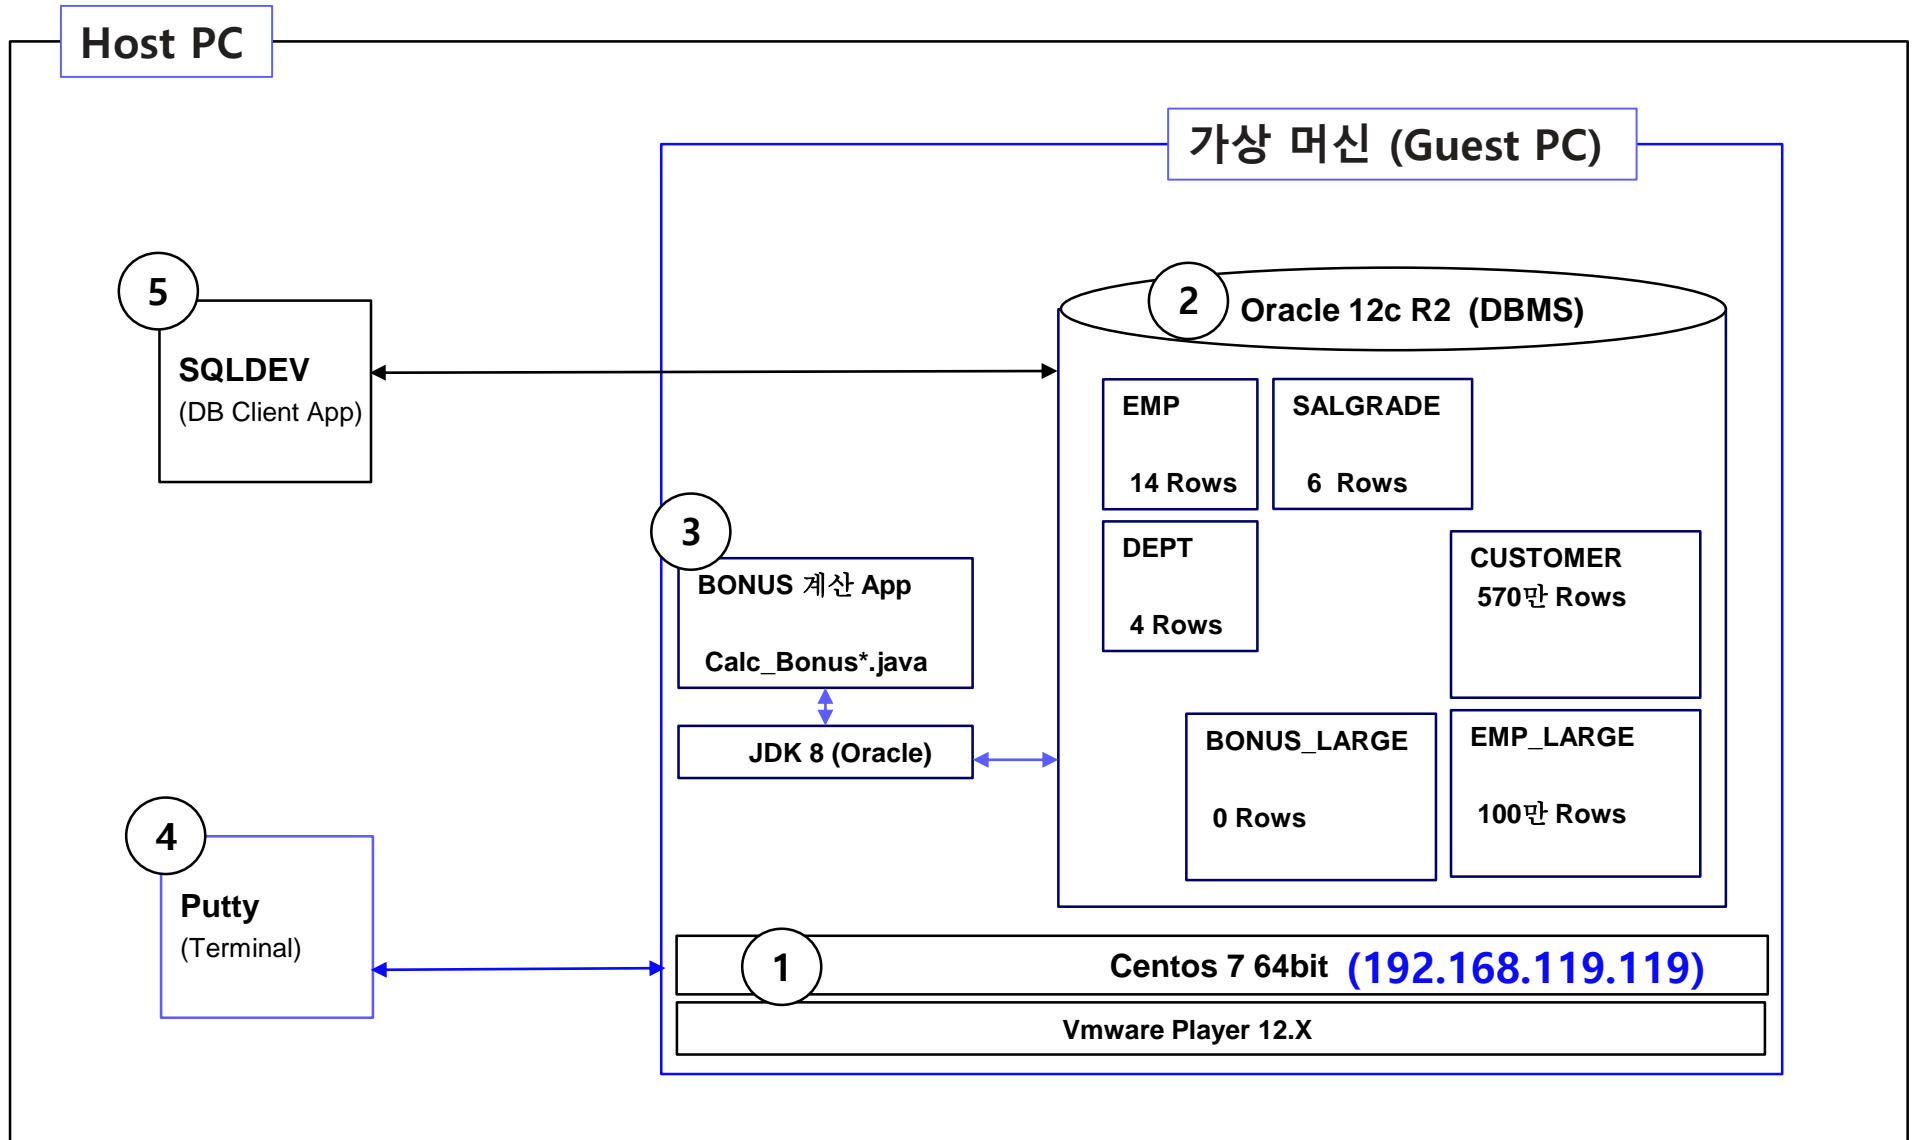 Host PC
가상 머신 (Guest PC)
5
SQLDEV
(DB Client App)
2
Oracle 12c R2 (DBMS)
EMP
14 Rows
SALGRADE
6 Rows
DEPT
4 Rows
CUSTOMER
570만 Rows
3
BONUS 계산 App
Calc_Bonus*.java
JDK 8 (Oracle)
BONUS_LARGE
0 Rows
EMP_LARGE
100만 Rows
4
Putty
(Terminal)
1
Centos 7 64bit (192.168.119.119)
Vmware Player 12.X